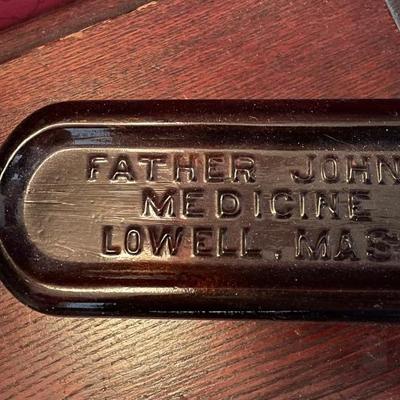 FATHER JOHN
MEDICINE
LOWELL, MAS